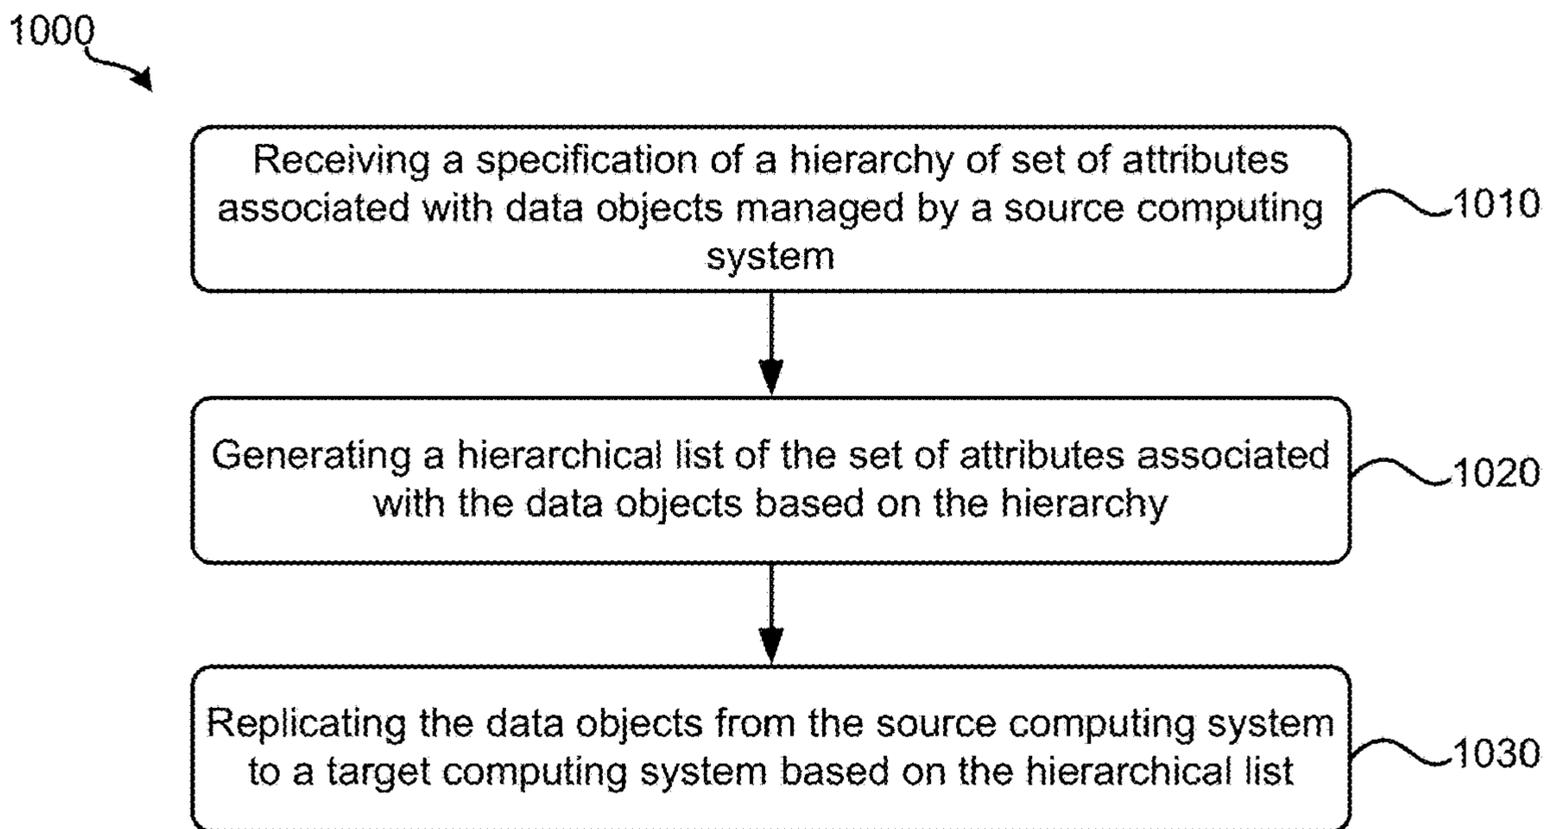 1000
Receiving a specification of a hierarchy of set of attributes
associated with data objects managed by a source computing
system
1010
Generating a hierarchical list of the set of attributes associated
with the data objects based on the hierarchy
1020
Replicating the data objects from the source computing system
to a target computing system based on the hierarchical list
1030